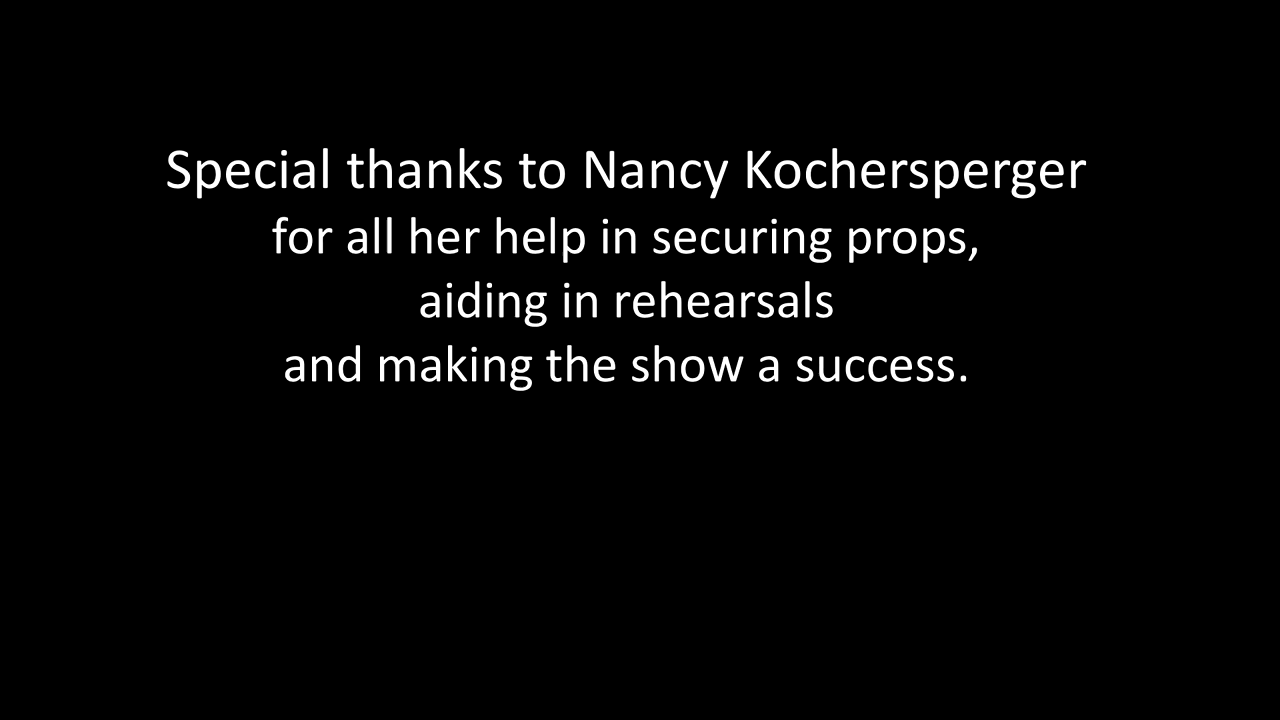 Special thanks to Nancy Kochersperger
for all her help in securing props,
aiding in rehearsals
and making the show a success.